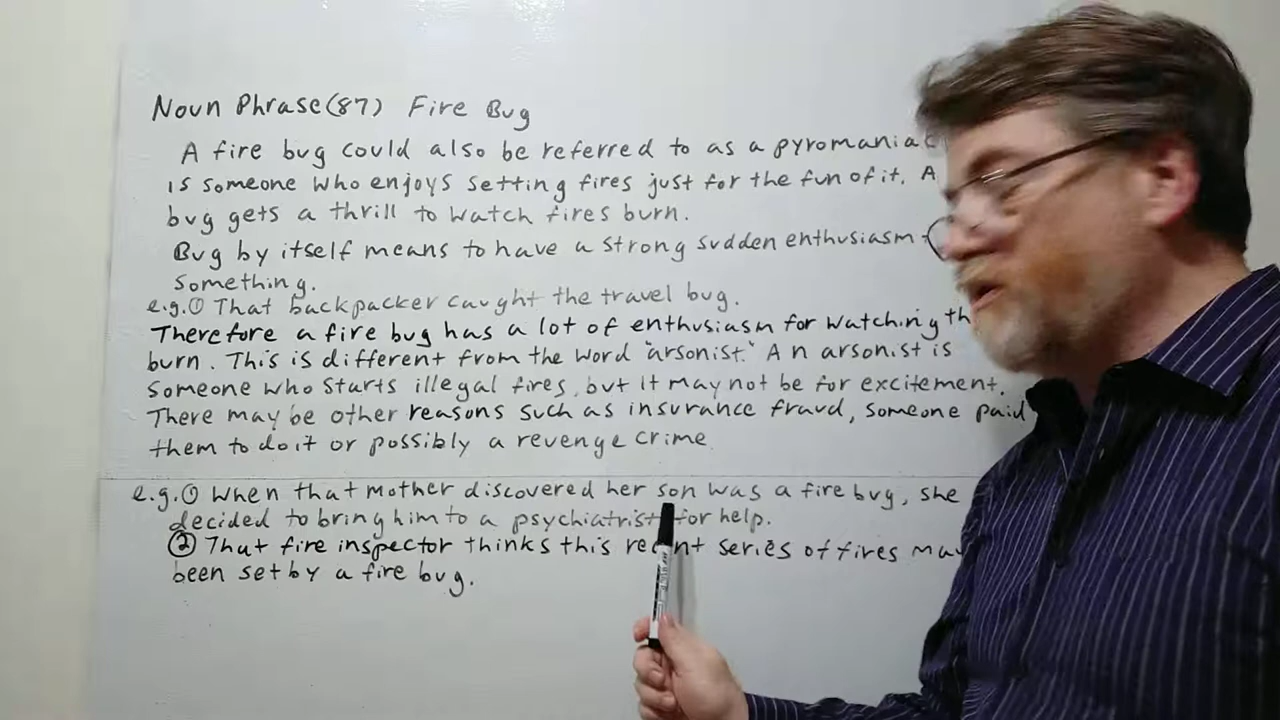 Noun Phrase(87) Fire Bug
A fire bug could also be referred to as a pyromaniac
is someone who enjoys setting fires just for the fun of it. A
bug gets a thrill to watch fires burn.
Bug by itself means to have a strong sudden enthusiasm
something.
e.g.① That backpacker caught the travel bug.
Therefore a fire bug has a lot of enthusiasm for watching th
burn. This is different from the word "arsonist." An arsonist is
someone who starts illegal fires, but it may not be for excitement.
There may be other reasons such as insurance fraud, someone paid
them to do it or possibly a revenge crime.
e.g.① When that mother discovered her son was a fire bug, she
decided to bring him to a psychiatrist for help.
② That fire inspector thinks this recent series of fires may
been set by a fire bug.